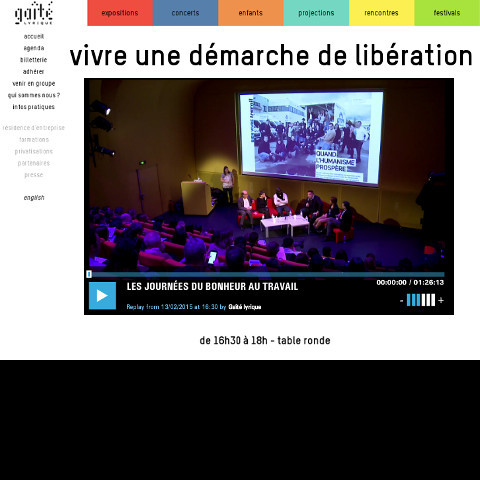 gaîté
LYRIQUE
expositions
concerts
enfants
projections
rencontres
festivals
accueil
agenda
billetterie
adhérer
venir en groupe
qui sommes nous ?
infos pratiques
résidence d'entreprise
formations
privatisations
partenaires
presse
english
vivre une démarche de libération
QUAND
L'HUMANISME
PROSPÈRE
00:00:00 / 01:26:13
LES JOURNÉES DU BONHEUR AU TRAVAIL
Replay from 13/02/2015 at 16:30 by Gaîté lyrique
- +
de 16h30 à 18h - table ronde